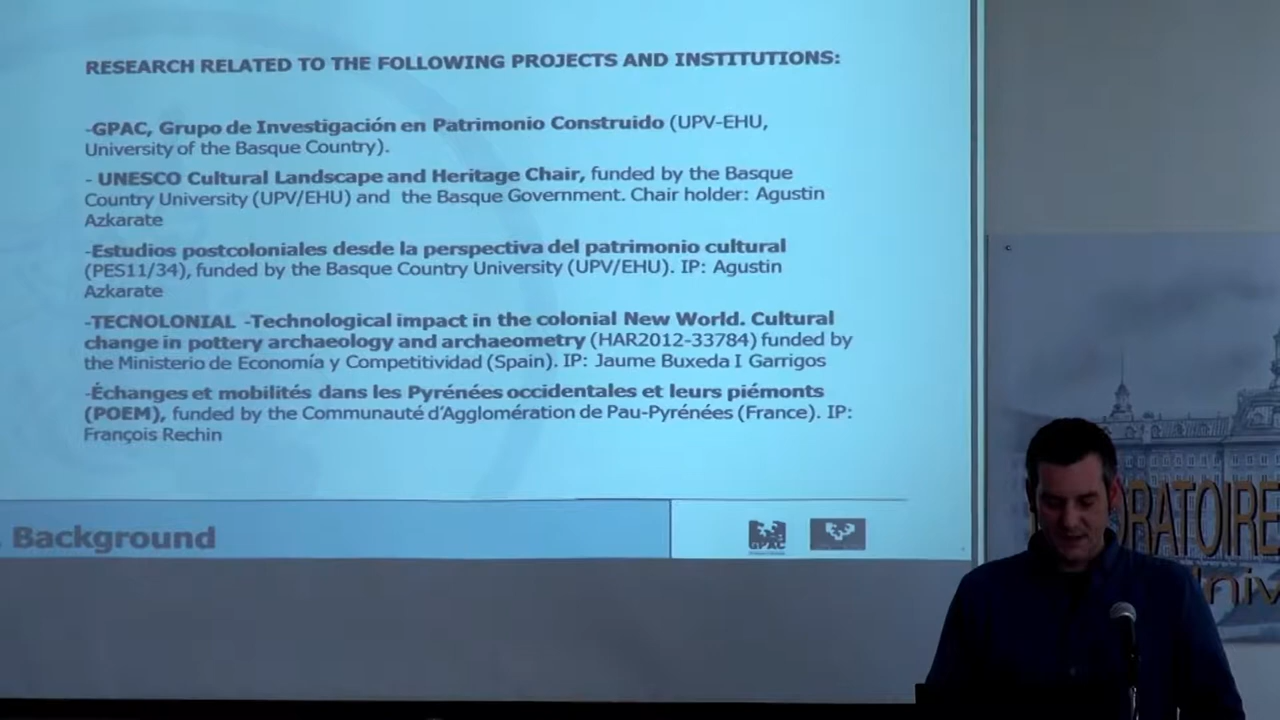 RESEARCH RELATED TO THE FOLLOWING PROJECTS AND INSTITUTIONS:
-GPAC, Grupo de Investigación en Patrimonio Construido (UPV-EHU,
University of the Basque Country).
- UNESCO Cultural Landscape and Heritage Chair, funded by the Basque
Country University (UPV/EHU) and the Basque Government. Chair holder: Agustin
Azkarate
-Estudios postcoloniales desde la perspectiva del patrimonio cultural
(PES11/34), funded by the Basque Country University (UPV/EHU). IP: Agustin
Azkarate
-TECNOLONIAL -Technological impact in the colonial New World. Cultural
change in pottery archaeology and archaeometry (HAR2012-33784) funded by
the Ministerio de Economía y Competitividad (Spain). IP: Jaume Buxeda I Garrigos
-Échanges et mobilités dans les Pyrénées occidentales et leurs piémonts
(POEM), funded by the Communauté d'Agglomération de Pau-Pyrénées (France). IP:
François Rechin
. Background
GPAC
ORATOIRE
Univ